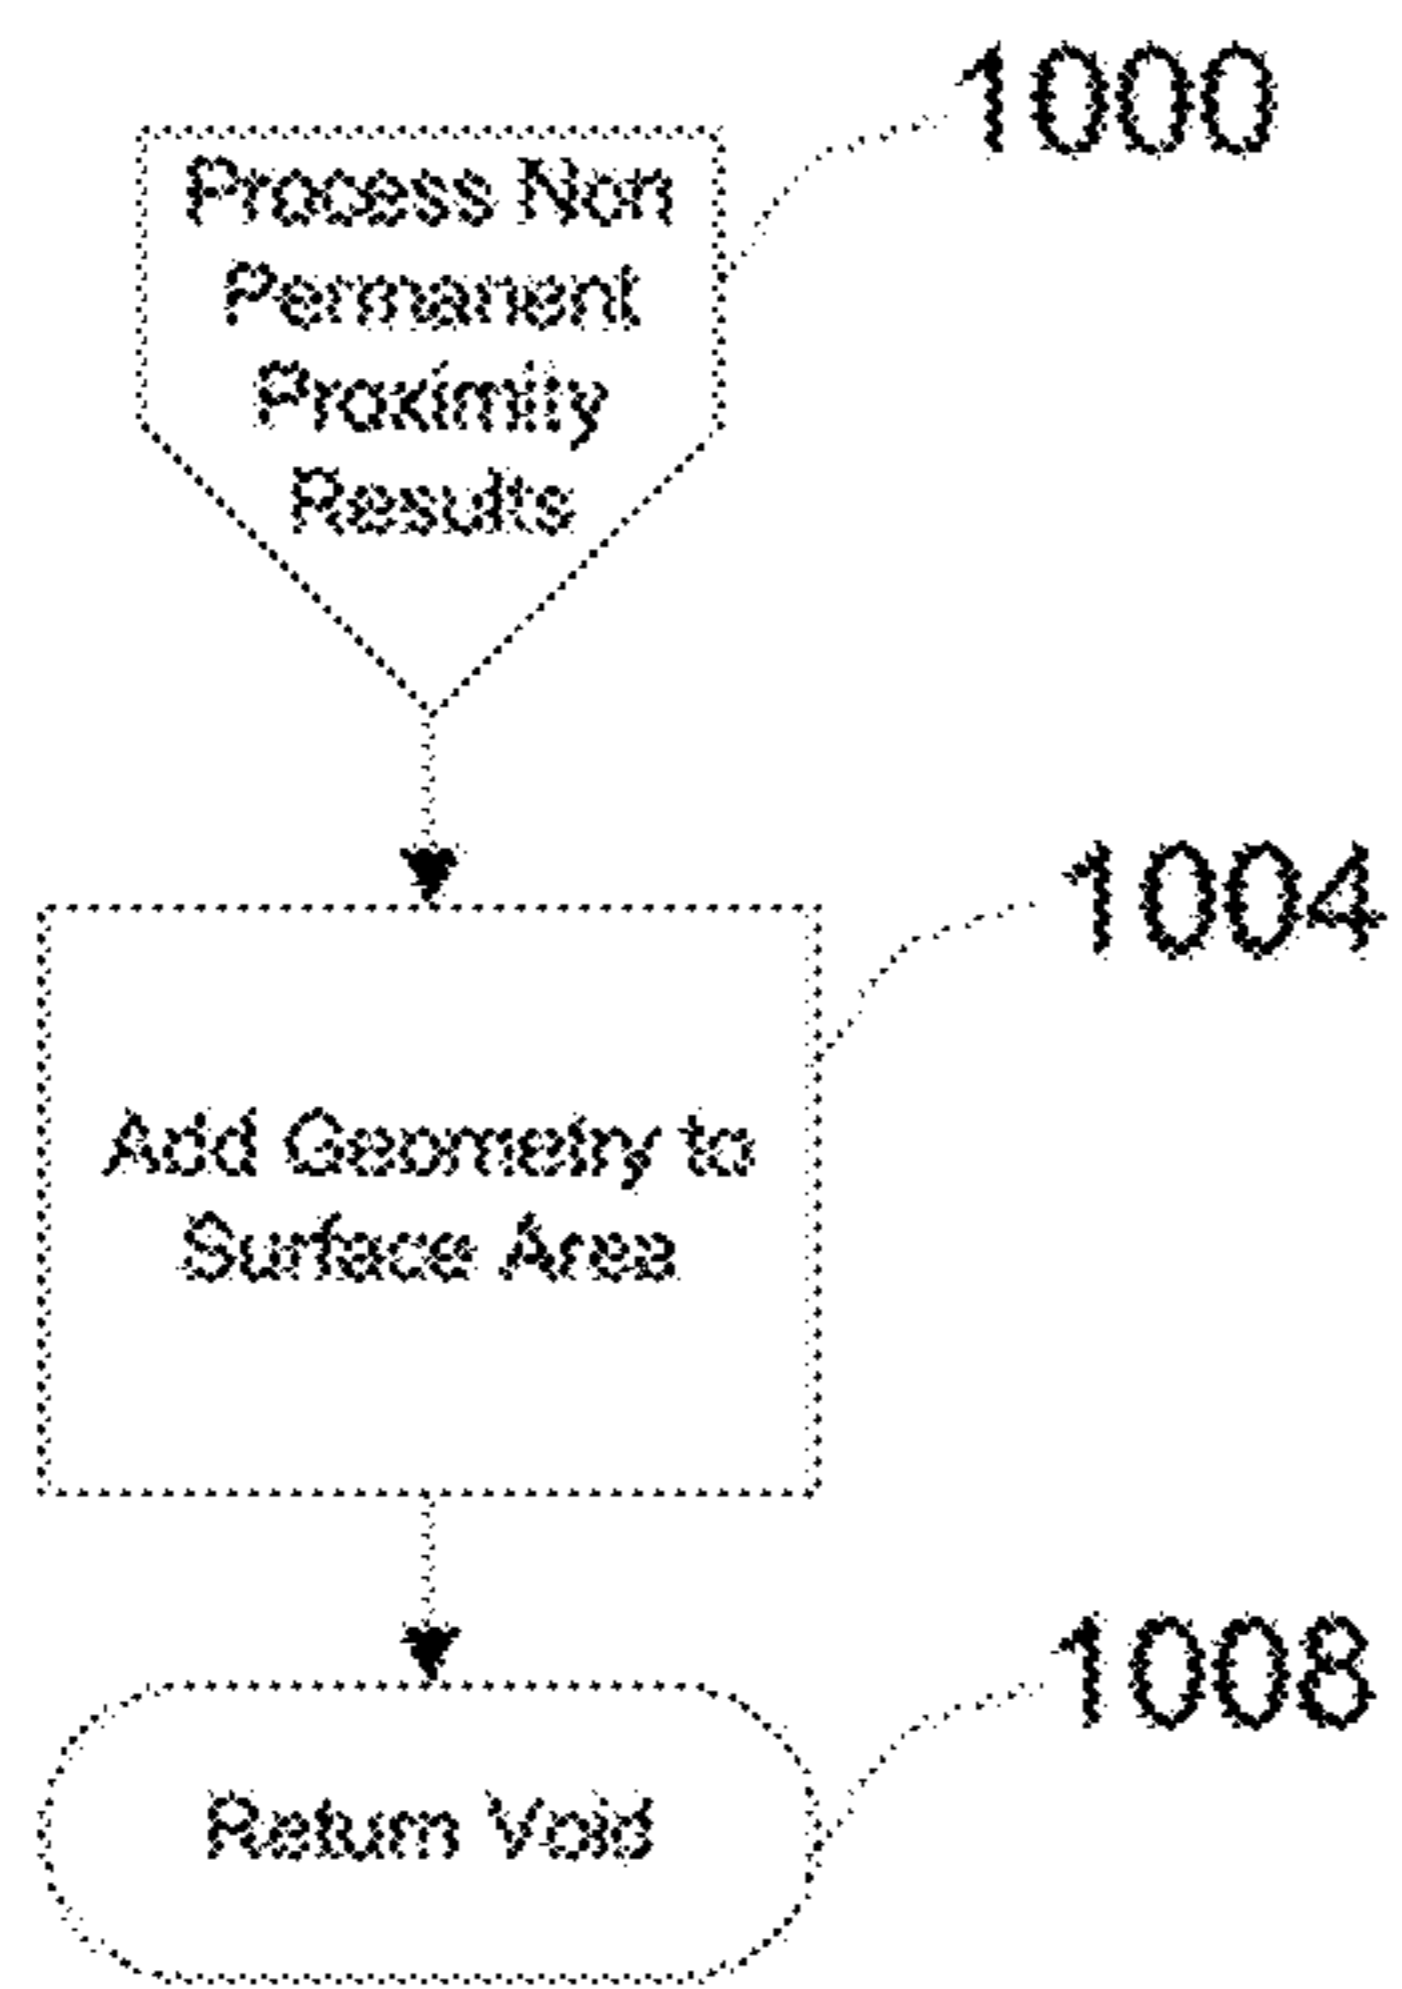 1000
Process Non
Permanent
Proximity
Results
1004
Add Geometry to
Surface Area
1008
Return Void